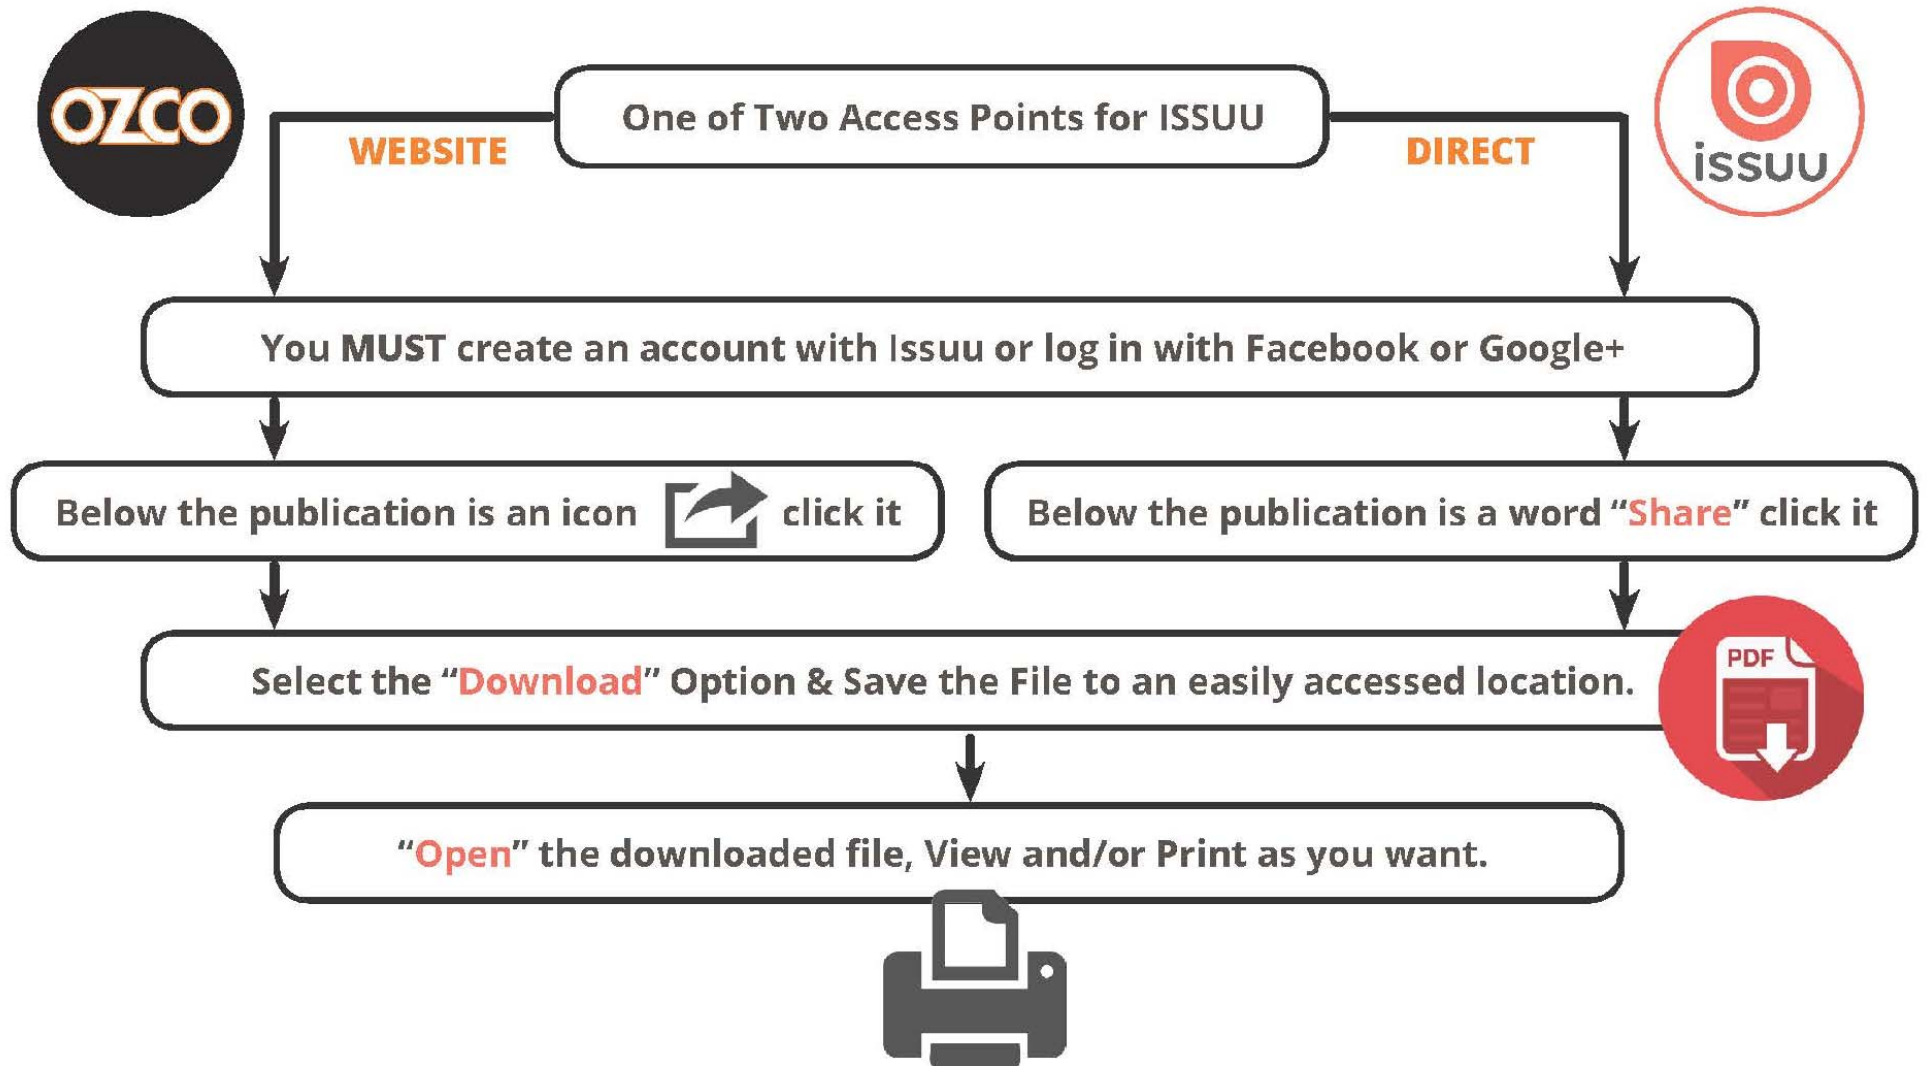 OZCO
One of Two Access Points for ISSUU
issuu
WEBSITE
DIRECT
You MUST create an account with Issuu or log in with Facebook or Google+
Below the publication is an icon click it
Below the publication is a word “Share” click it
Select the “Download” Option & Save the File to an easily accessed location.
PDF
“Open” the downloaded file, View and/or Print as you want.